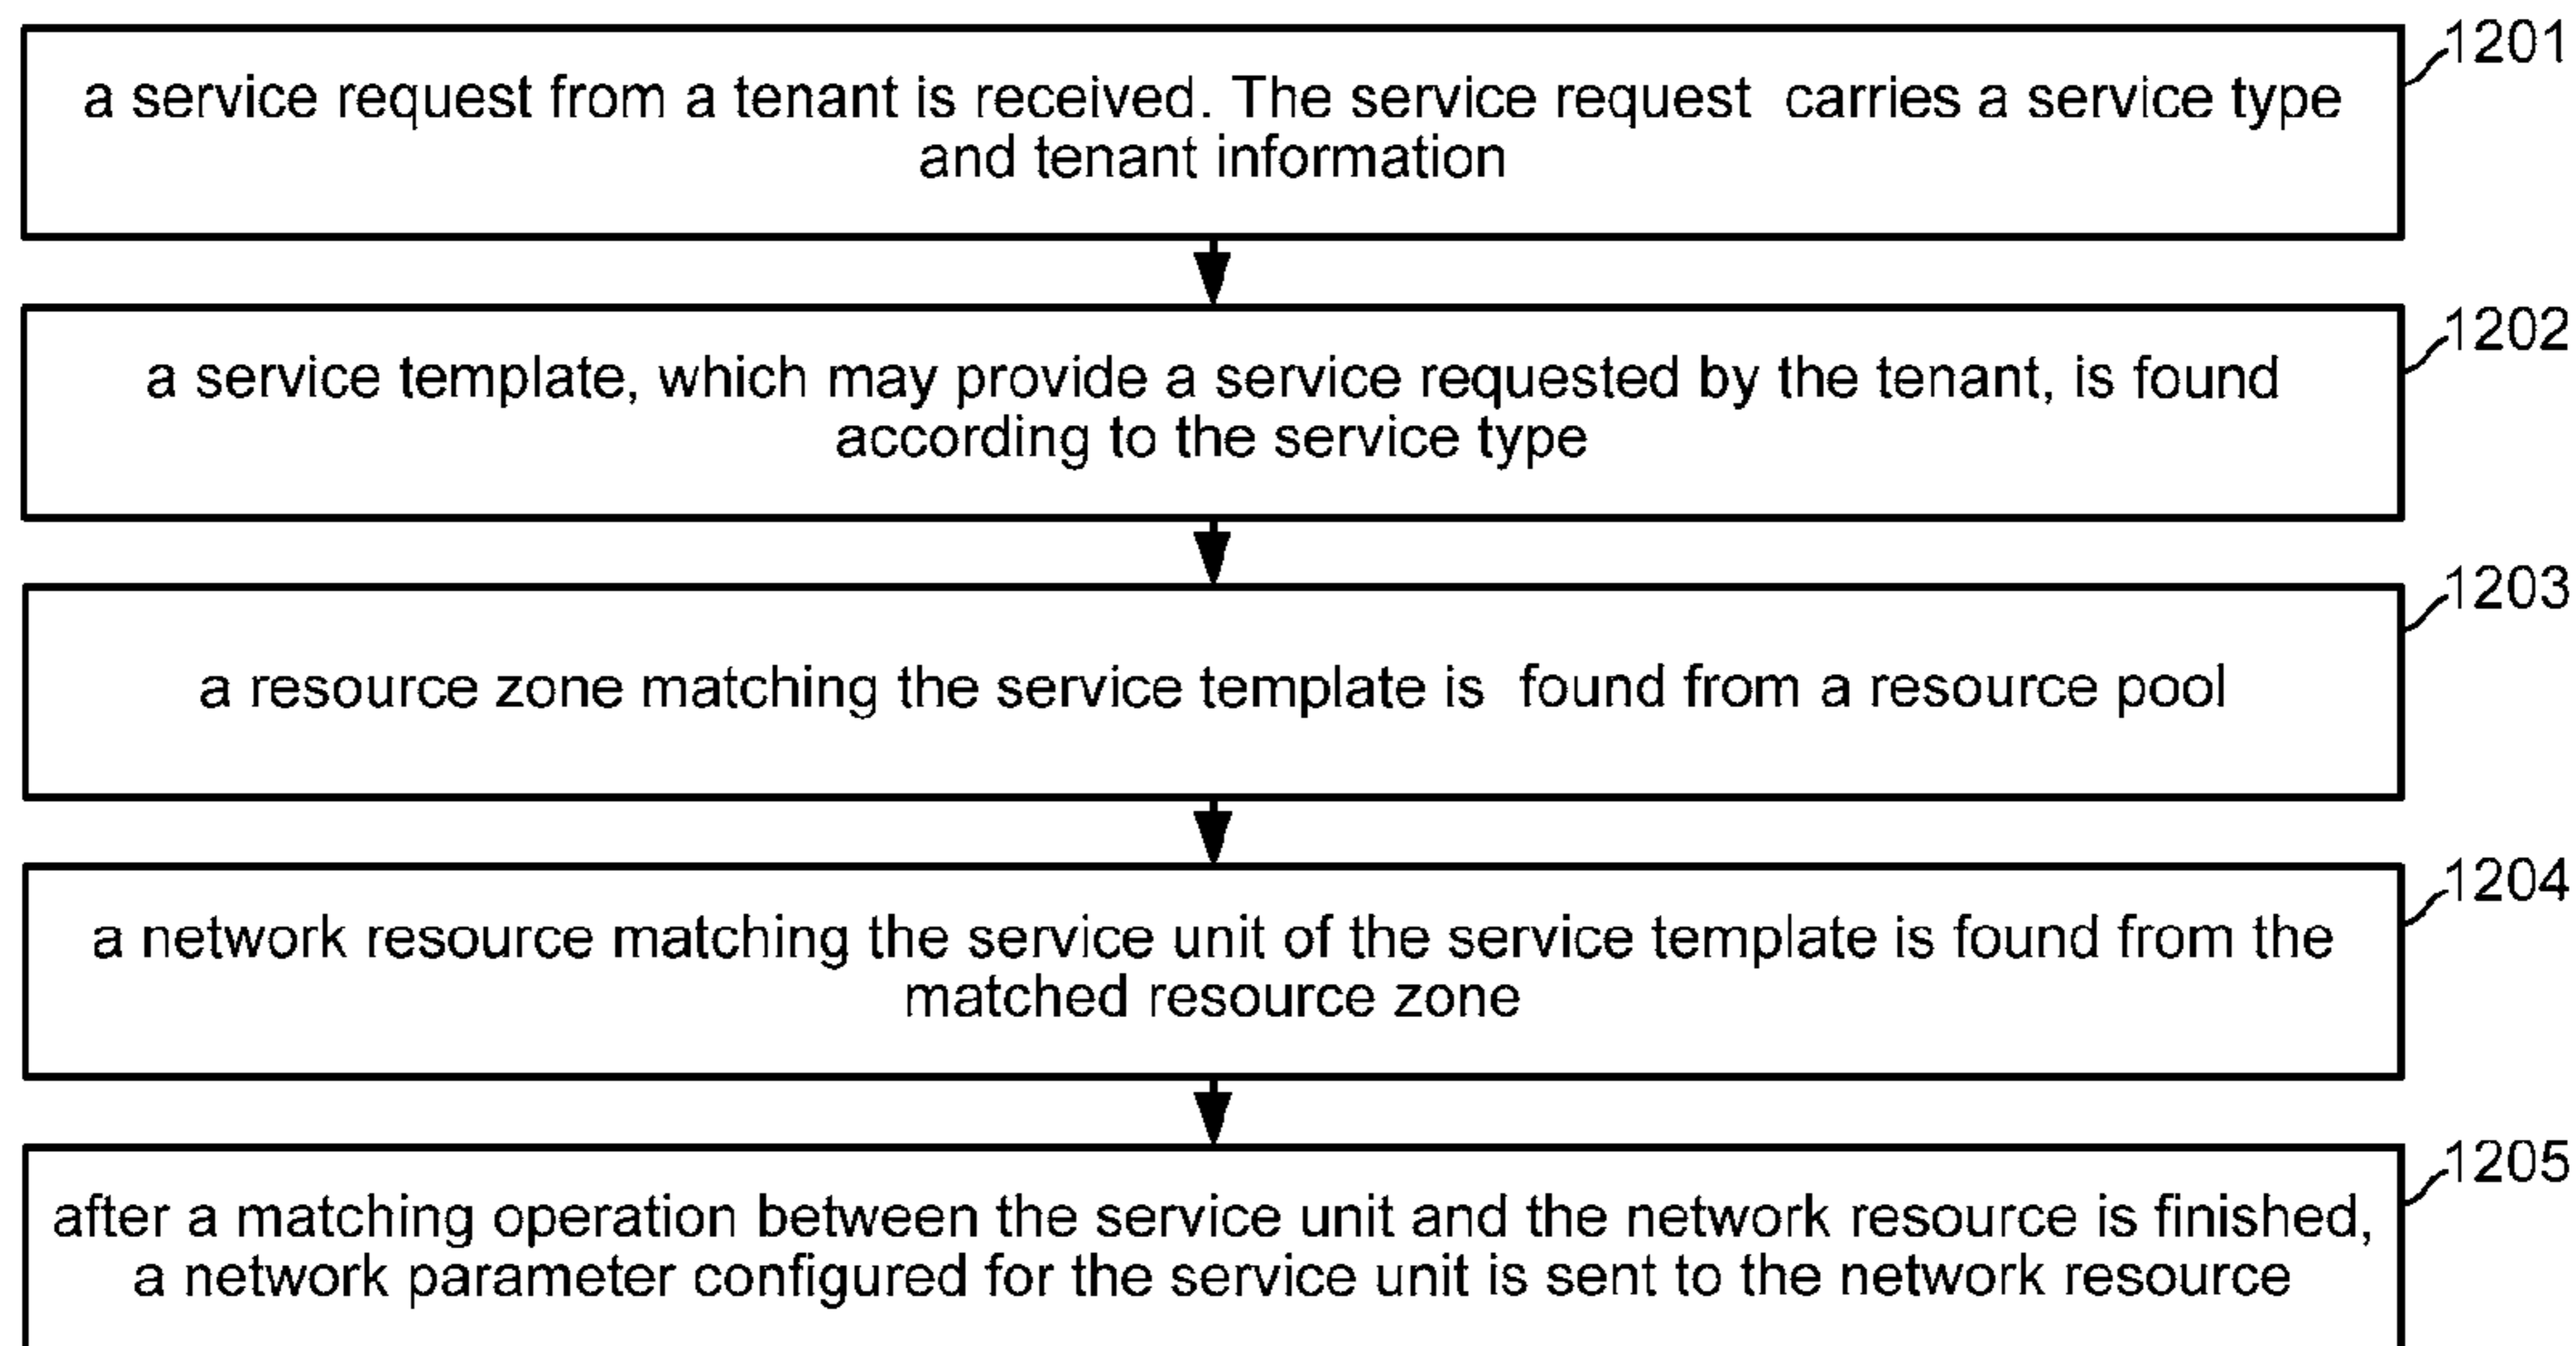 1201
a service request from a tenant is received. The service request carries a service type
and tenant information
1202
a service template, which may provide a service requested by the tenant, is found
according to the service type
1203
a resource zone matching the service template is found from a resource pool
1204
a network resource matching the service unit of the service template is found from the
matched resource zone
1205
after a matching operation between the service unit and the network resource is finished,
a network parameter configured for the service unit is sent to the network resource